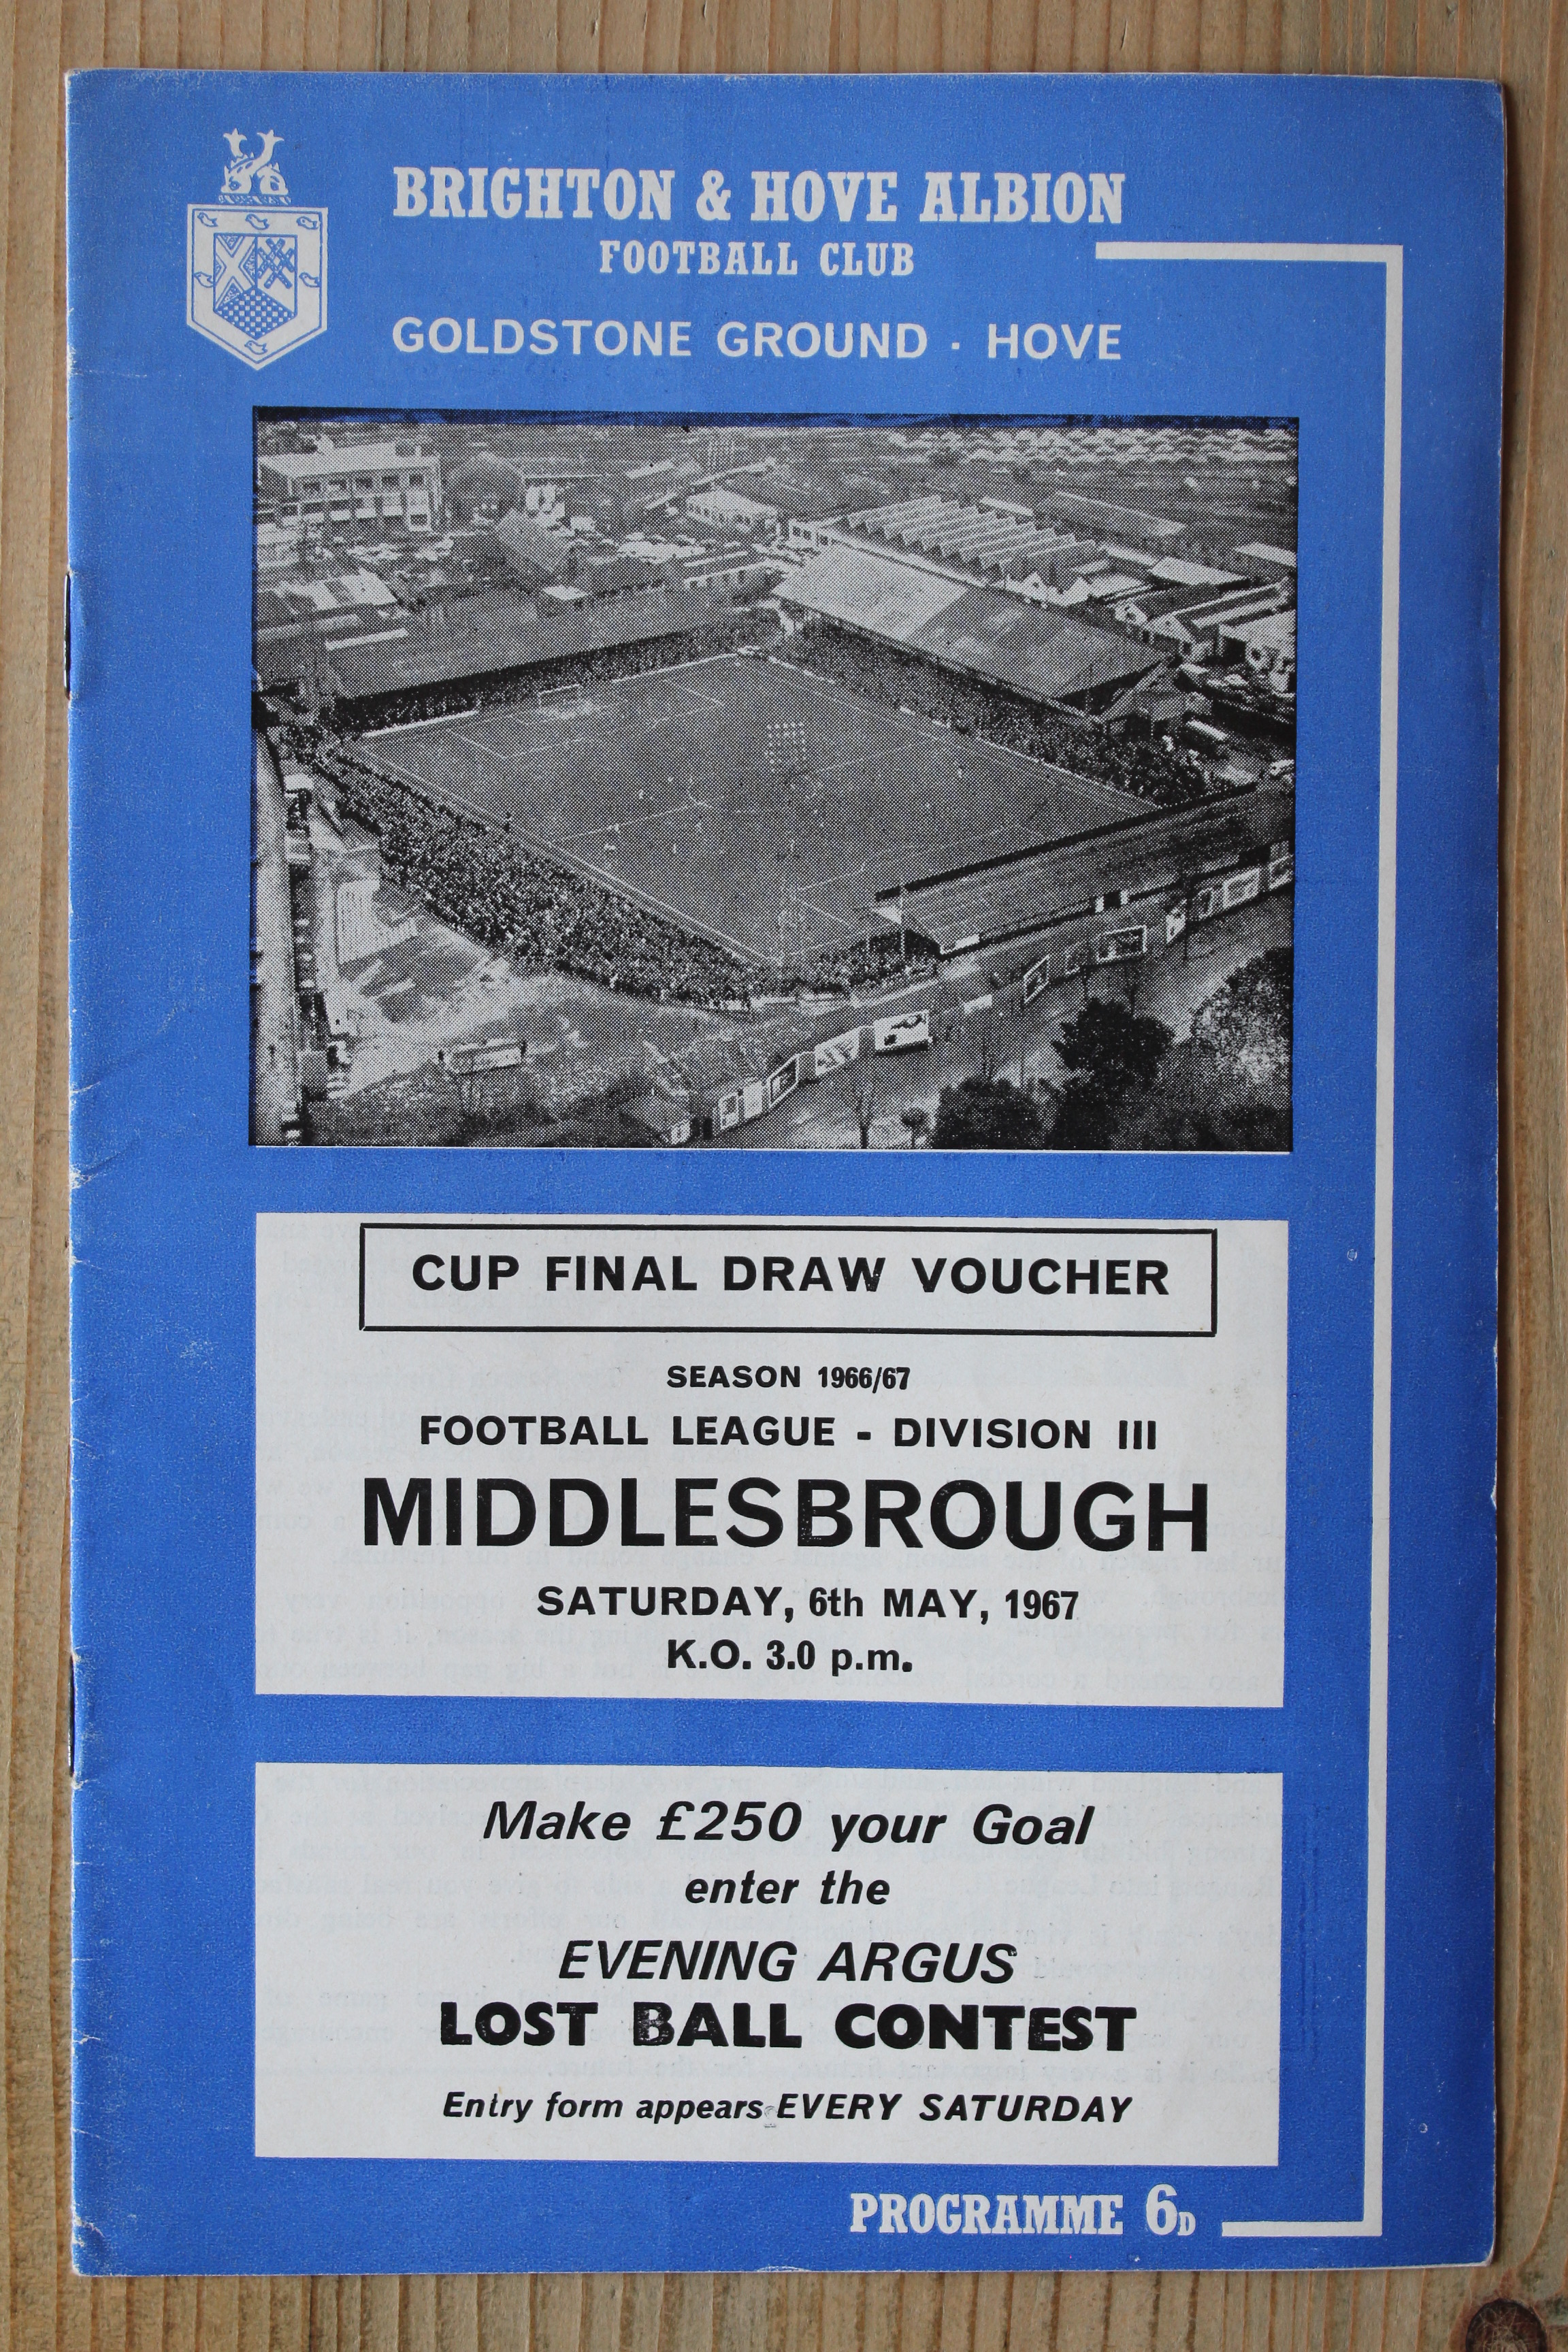 BRIGHTON & HOVE ALBION
FOOTBALL CLUB
GOLDSTONE GROUND · HOVE
CUP FINAL DRAW VOUCHER
SEASON 1966/67
FOOTBALL LEAGUE - DIVISION III
MIDDLESBROUGH
SATURDAY, 6th MAY, 1967
K.O. 3.0 p.m.
Make £250 your Goal
enter the
EVENING ARGUS
LOST BALL CONTEST
Entry form appears EVERY SATURDAY
PROGRAMME 6D